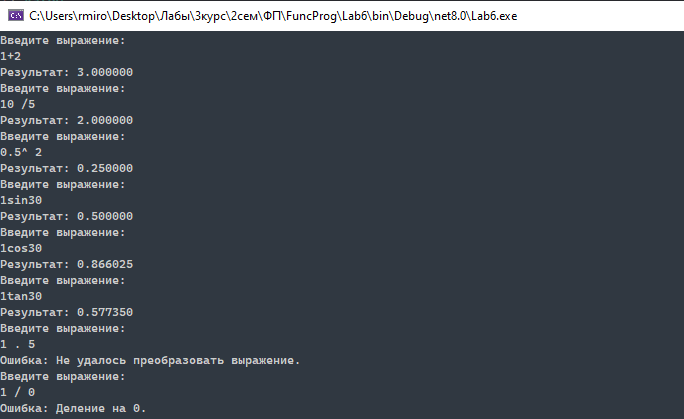 C:\Users\rmiro\Desktop\Лабы\3курс\2сем\ФП\FuncProg\Lab6\bin\Debug\net8.0\Lab6.exe
Введите выражение:
1+2
Результат: 3.000000
Введите выражение:
10 /5
Результат: 2.000000
Введите выражение:
0.5^ 2
Результат: 0.250000
Введите выражение:
1sin30
Результат: 0.500000
Введите выражение:
1cos30
Результат: 0.866025
Введите выражение:
1tan30
Результат: 0.577350
Введите выражение:
1 . 5
Ошибка: Не удалось преобразовать выражение.
Введите выражение:
1 / 0
Ошибка: Деление на 0.